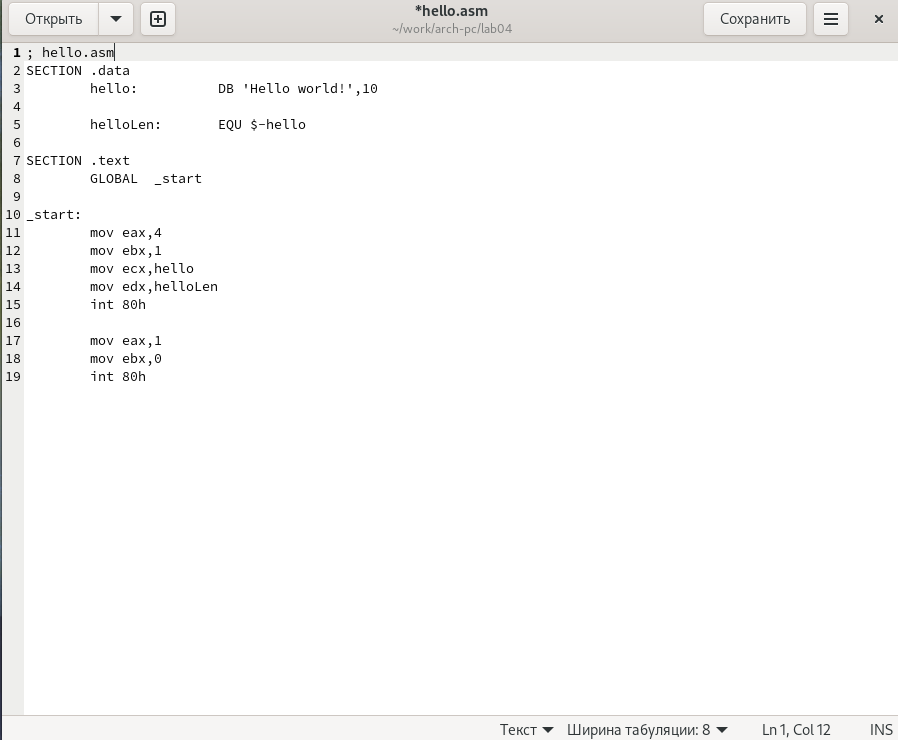 Открыть
*hello.asm
~/work/arch-pc/lab04
Сохранить
1 ; hello.asm
2 SECTION .data
3         hello:          DB 'Hello world!',10
4
5         helloLen:       EQU $-hello
6
7 SECTION .text
8         GLOBAL  _start
9
10 _start:
11         mov eax,4
12         mov ebx,1
13         mov ecx,hello
14         mov edx,helloLen
15         int 80h
16
17         mov eax,1
18         mov ebx,0
19         int 80h
Текст Ширина табуляции: 8 Ln 1, Col 12 INS